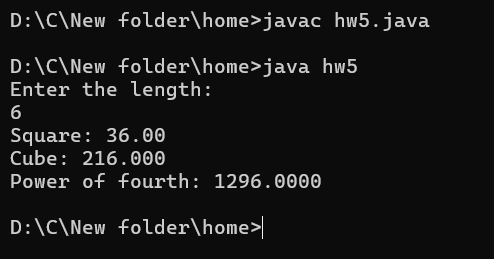 D:\C\New folder\home>javac hw5.java
D:\C\New folder\home>java hw5
Enter the length:
6
Square: 36.00
Cube: 216.000
Power of fourth: 1296.0000
D:\C\New folder\home>